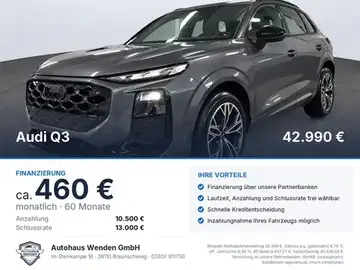 Audi Q3
42.990 €
FINANZIERUNG
ca. 460 €
monatlich · 60 Monate
Anzahlung 10.500 €
Schlussrate 13.000 €
IHRE VORTEILE
Finanzierung über unsere Partnerbanken
Laufzeit, Anzahlung und Schlussrate frei wählbar
Schnelle Kreditentscheidung
Inzahlungnahme Ihres Fahrzeugs möglich
Autohaus Wenden GmbH
Im Steinkampe 16 · 38110 Braunschweig · 05307 911750